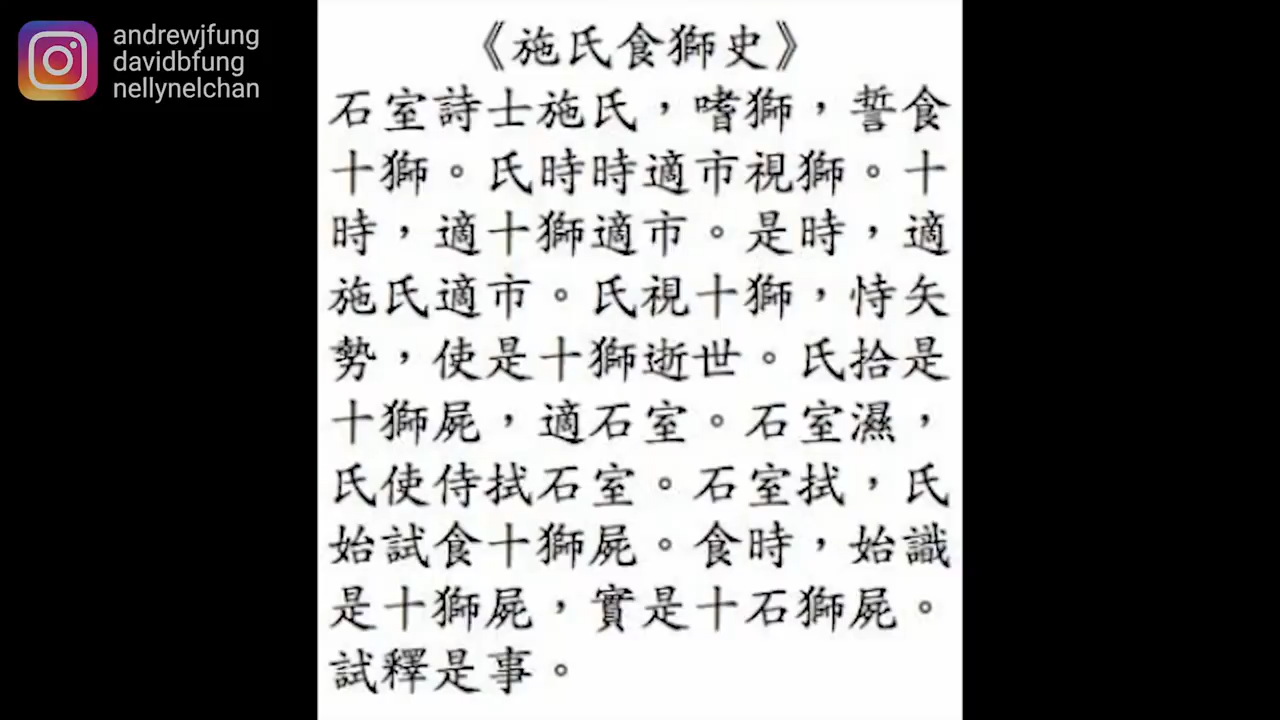 andrewjfung
davidbfung
nellynelchan
《施氏食獅史》
石室詩士施氏，嗜獅，誓食
十獅。氏時時適市視獅。十
時，適十獅適市。是時，適
施氏適市。氏視十獅，恃矢
勢，使是十獅逝世。氏拾是
十獅屍，適石室。石室濕，
氏使侍拭石室。石室拭，氏
始試食十獅屍。食時，始識
是十獅屍，實是十石獅屍。
試釋是事。